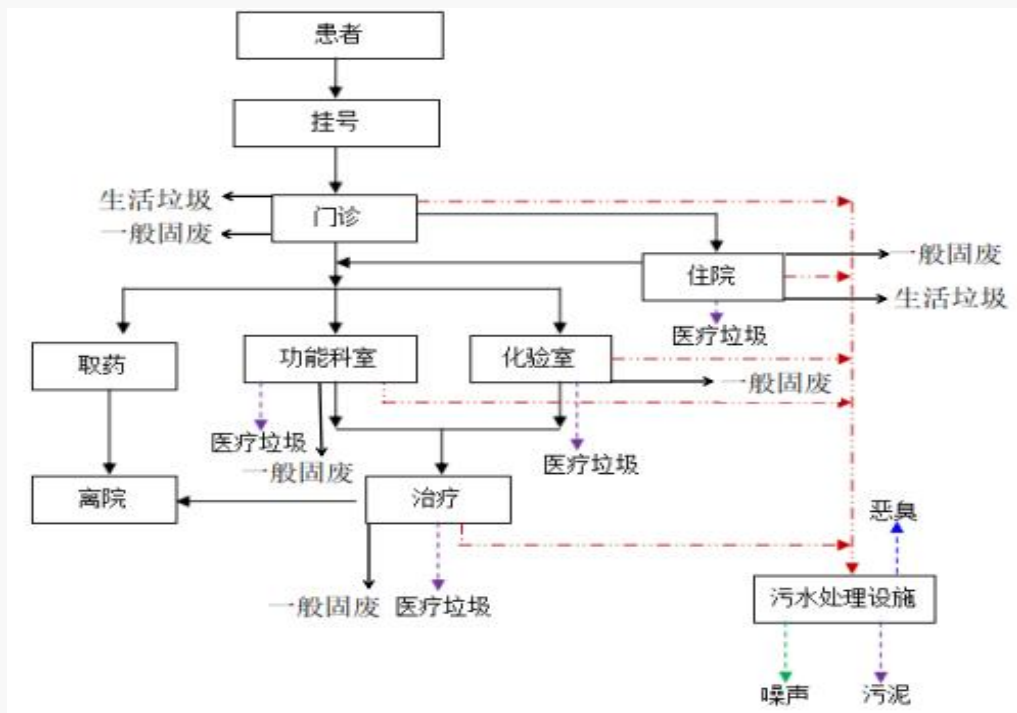 患者
挂号
生活垃圾
门诊
一般固废
一般固废
住院
生活垃圾
医疗垃圾
取药
功能科室
化验室
一般固废
医疗垃圾
一般固废
医疗垃圾
离院
治疗
恶臭
一般固废
医疗垃圾
污水处理设施
噪声
污泥